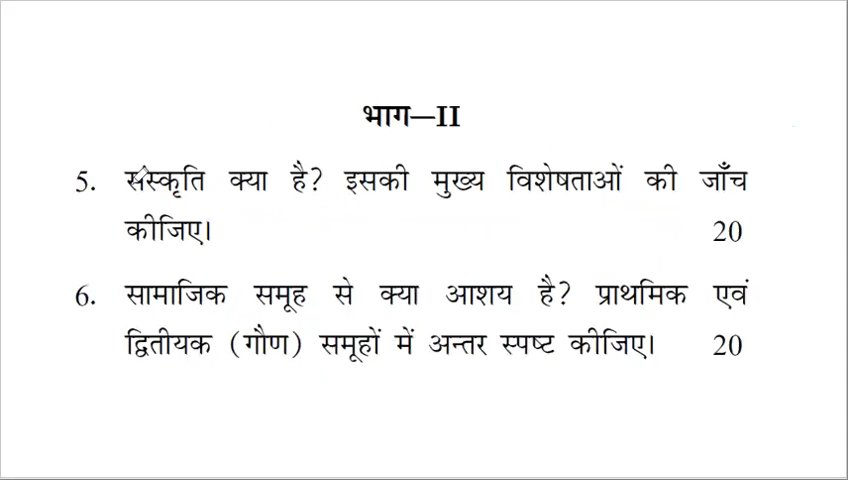 भाग—II
5. संस्कृति क्या है? इसकी मुख्य विशेषताओं की जाँच
कीजिए। 20
6. सामाजिक समूह से क्या आशय है? प्राथमिक एवं
द्वितीयक (गौण) समूहों में अन्तर स्पष्ट कीजिए। 20